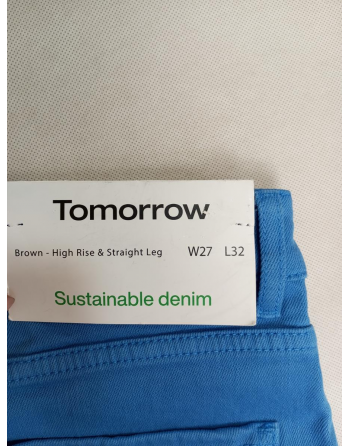 Tomorrow
Brown - High Rise & Straight Leg W27 L32
Sustainable denim